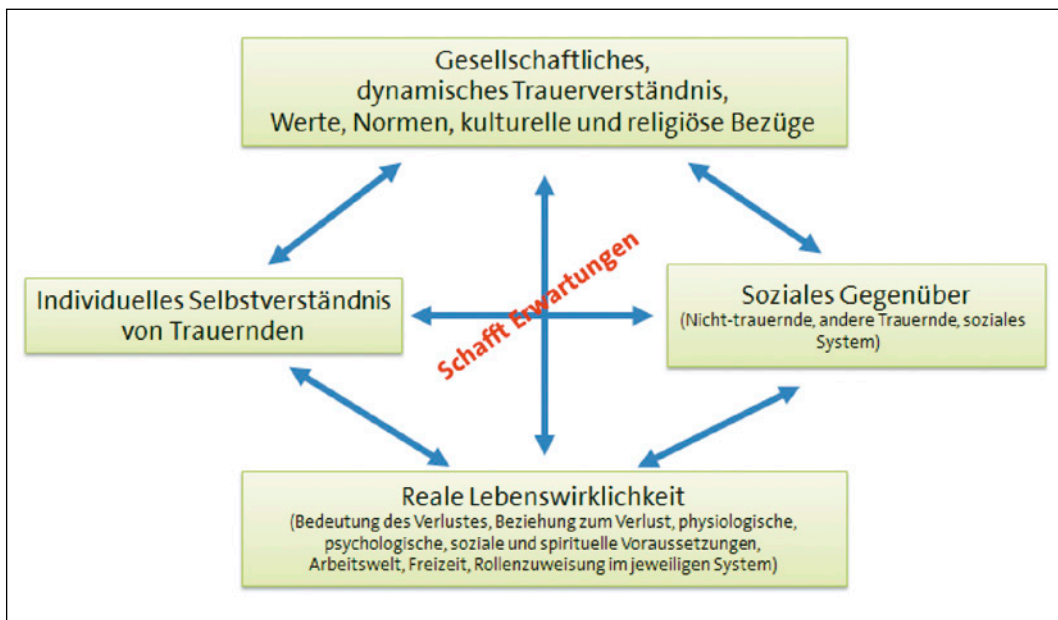 Gesellschaftliches,
dynamisches Trauerverständnis,
Werte, Normen, kulturelle und religiöse Bezüge
Schafft Erwartungen
Individuelles Selbstverständnis
von Trauernden
Soziales Gegenüber
(Nicht-trauernde, andere Trauernde, soziales
System)
Reale Lebenswirklichkeit
(Bedeutung des Verlustes, Beziehung zum Verlust, physiologische,
psychologische, soziale und spirituelle Voraussetzungen,
Arbeitswelt, Freizeit, Rollenzuweisung im jeweiligen System)